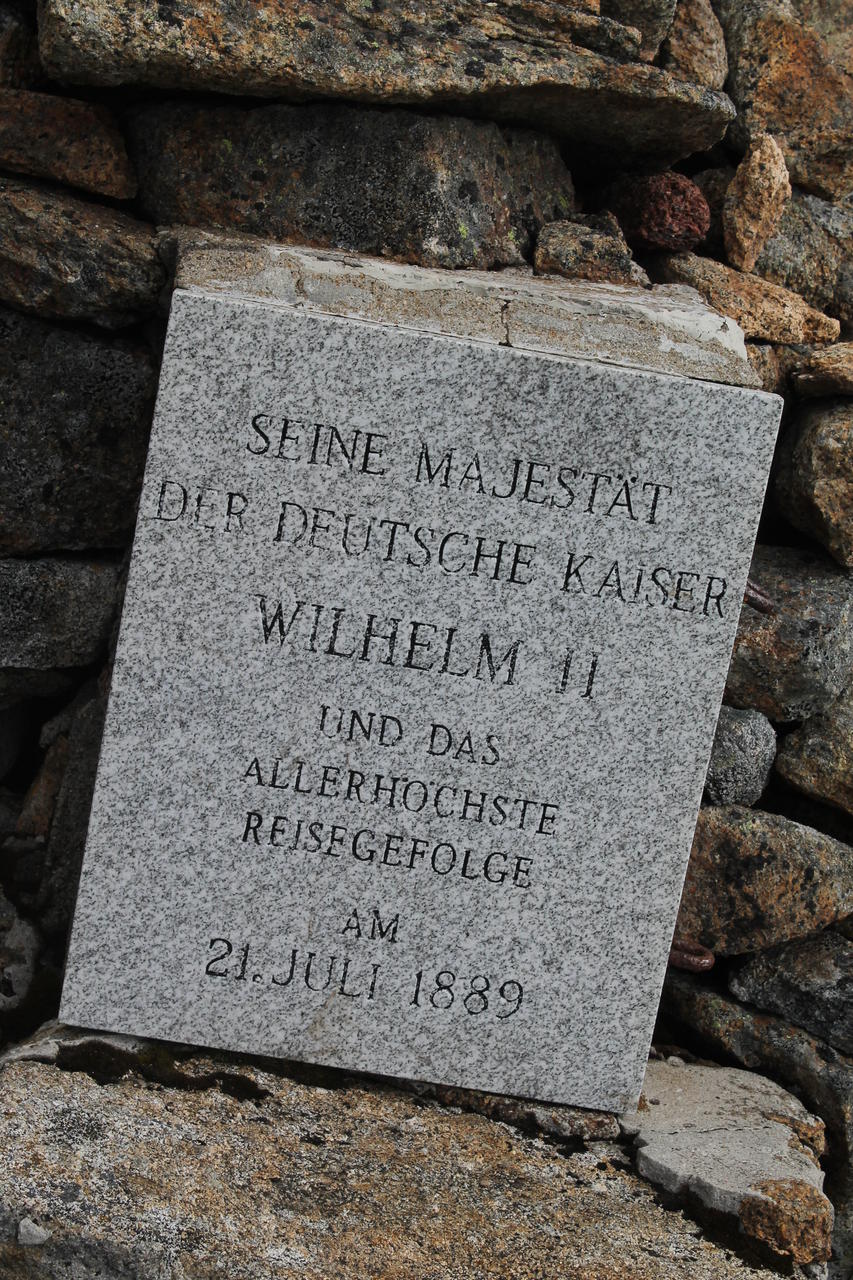 SEINE MAJESTÄT
DER DEUTSCHE KAISER
WILHELM II
UND DAS
ALLERHÖCHSTE
REISEGEFOLGE
AM
21. JULI 1889